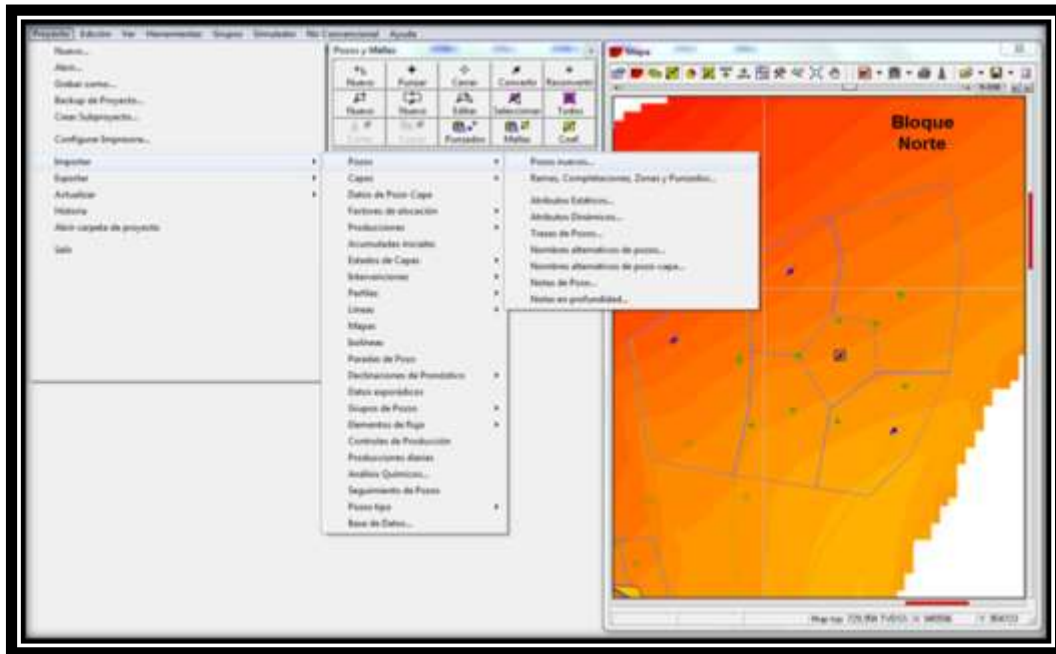 Proyecto Edición Ver Herramientas Grupos Simulador No Convencional Ayuda
Nuevo...
Abrir...
Grabar como...
Backup de Proyecto...
Crear Subproyecto...
Configurar Impresora...
Importar
Exportar
Actualizar
Historia
Abrir carpeta de proyecto
Salir
Pozos y Mallas
Nuevo Punzar Cerrar Convertir Reconvertir
Nueva Nueva Editar Seleccionar Todos
Punzados Mallas Conf.
Pozos
Capas
Datos de Pozo-Capa
Factores de alocación
Producciones
Acumuladas iniciales
Estados de Capas
Intervenciones
Perfiles
Líneas
Mapas
Isolíneas
Paradas de Pozo
Declinaciones de Pronóstico
Datos esporádicos
Grupos de Pozos
Elementos de flujo
Controles de Producción
Producciones diarias
Análisis Químicos...
Seguimiento de Pozos
Pozos tipo
Base de Datos...
Pozos nuevos...
Ramas, Completaciones, Zonas y Punzados...
Atributos Estáticos...
Atributos Dinámicos...
Trazas de Pozos...
Nombres alternativos de pozos...
Nombres alternativos de pozo-capa...
Notas de Pozo...
Notas en profundidad...
Mapa
Bloque
Norte